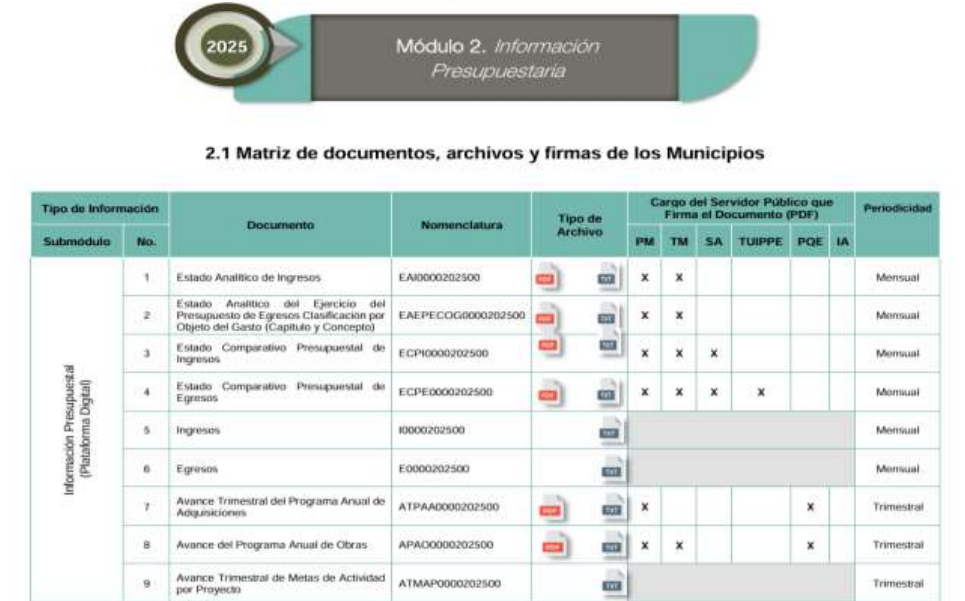 2025
Módulo 2. Información
Presupuestaria
2.1 Matriz de documentos, archivos y firmas de los Municipios
Tipo de Información
Documento
Nomenclatura
Tipo de
Archivo
Cargo del Servidor Público que
Firma el Documento (PDF)
Periodicidad
Submódulo No. PM TM SA TUIPPE PQE IA
Información Presupuestal
(Plataforma Digital)
1 Estado Analítico de Ingresos EAI0000202500 PDF TXT X X Mensual
2 Estado Analítico del Ejercicio del
Presupuesto de Egresos Clasificación por
Objeto del Gasto (Capítulo y Concepto)
EAEPECOG0000202500 PDF TXT X X Mensual
3 Estado Comparativo Presupuestal de
Ingresos
ECPI0000202500 PDF TXT X X X Mensual
4 Estado Comparativo Presupuestal de
Egresos
ECPE0000202500 PDF TXT X X X X Mensual
5 Ingresos I0000202500 TXT Mensual
6 Egresos E0000202500 TXT Mensual
7 Avance Trimestral del Programa Anual de
Adquisiciones
ATPAA0000202500 PDF TXT X X Trimestral
8 Avance del Programa Anual de Obras APAO0000202500 PDF TXT X X X Trimestral
9 Avance Trimestral de Metas de Actividad
por Proyecto
ATMAP0000202500 TXT Trimestral